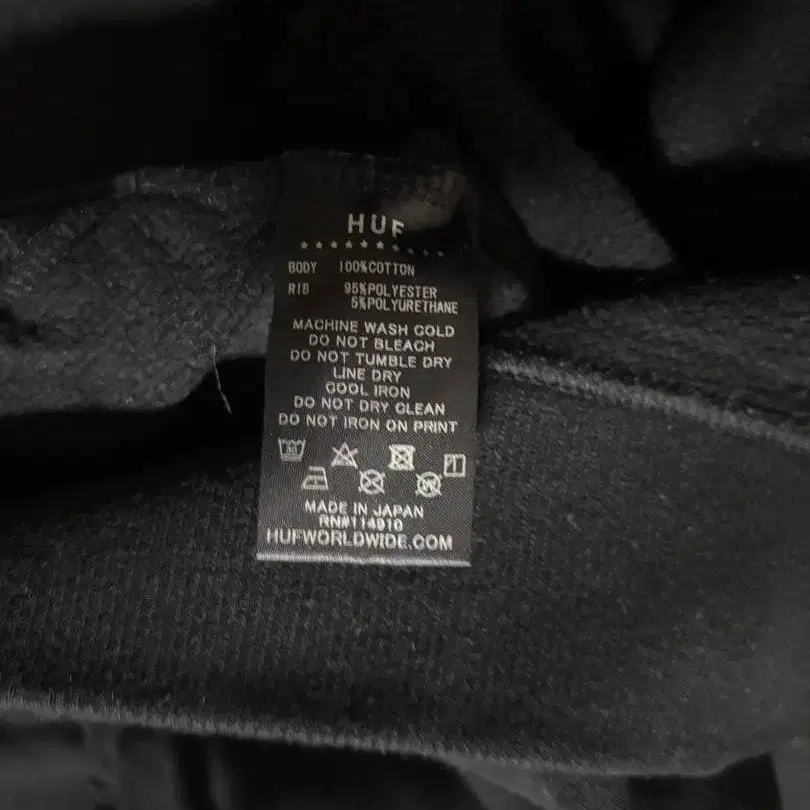 HUF
BODY 100%COTTON
RIB 95%POLYESTER
5%POLYURETHANE
MACHINE WASH COLD
DO NOT BLEACH
DO NOT TUMBLE DRY
LINE DRY
COOL IRON
DO NOT DRY CLEAN
DO NOT IRON ON PRINT
MADE IN JAPAN
RN#114910
HUFWORLDWIDE.COM